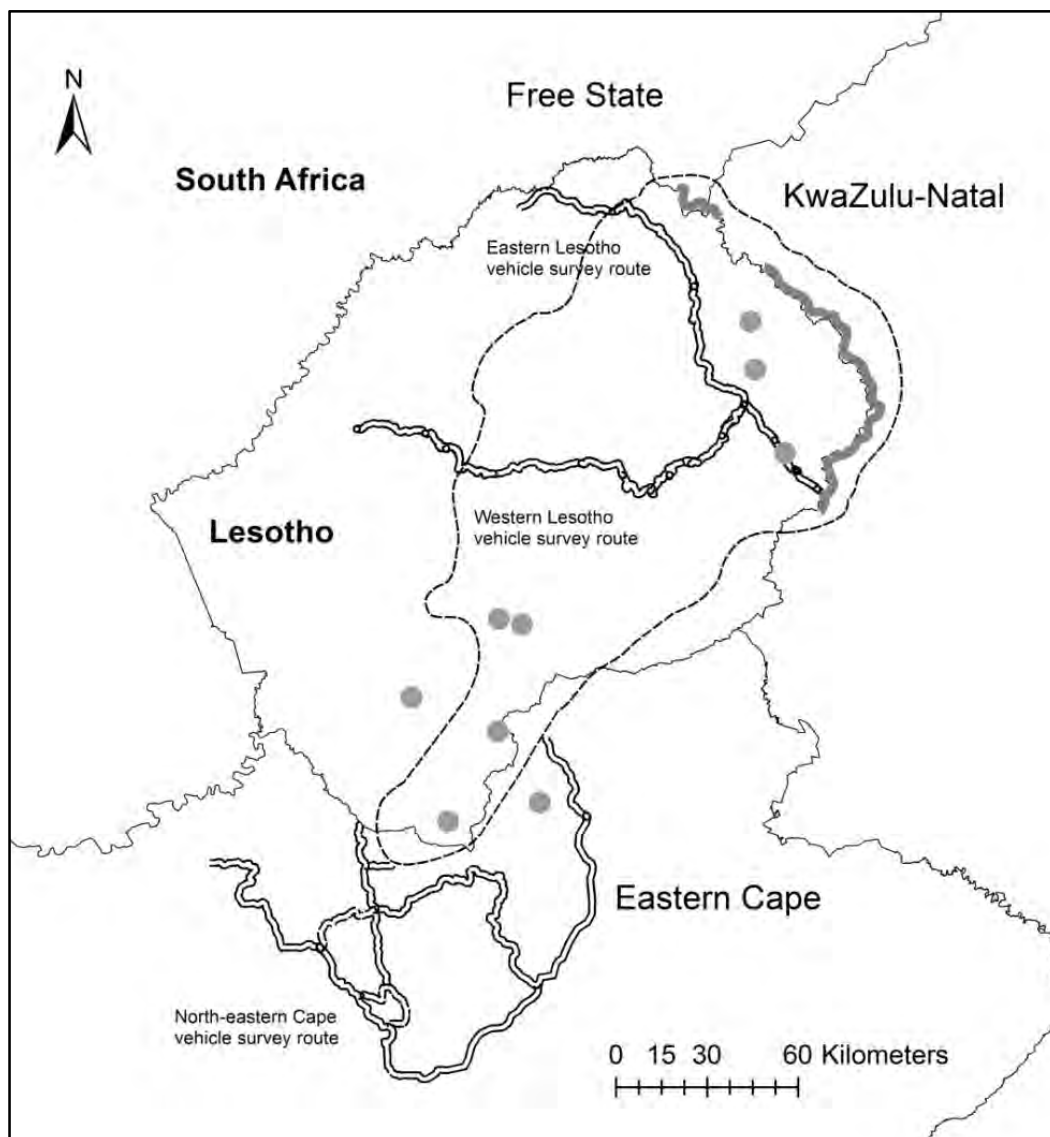 N
Free State
South Africa
KwaZulu-Natal
Eastern Lesotho
vehicle survey route
Lesotho
Western Lesotho
vehicle survey route
Eastern Cape
North-eastern Cape
vehicle survey route
0 15 30 60 Kilometers